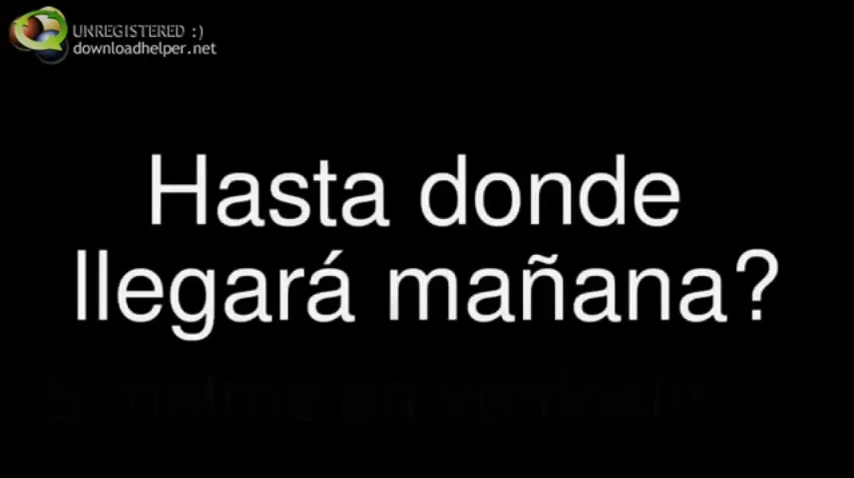 UNREGISTERED :)
downloadhelper.net
Hasta donde
llegará mañana?